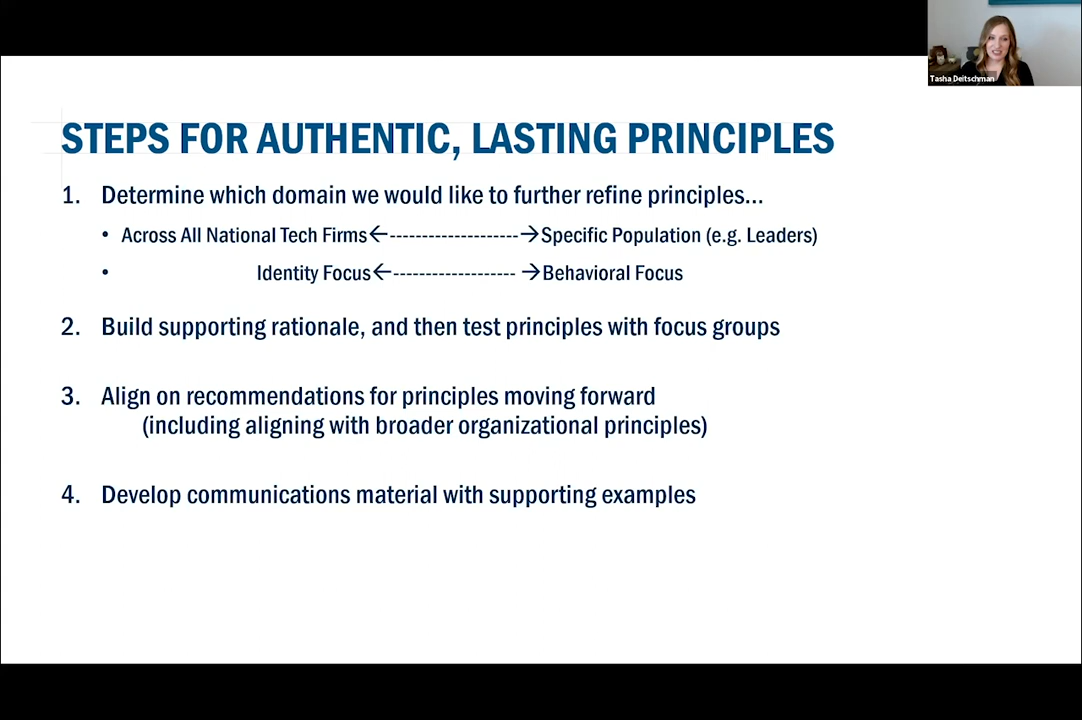 Tasha Deitschman
STEPS FOR AUTHENTIC, LASTING PRINCIPLES
1. Determine which domain we would like to further refine principles...
• Across All National Tech Firms←--------------------→Specific Population (e.g. Leaders)
• Identity Focus←------------------- →Behavioral Focus
2. Build supporting rationale, and then test principles with focus groups
3. Align on recommendations for principles moving forward
(including aligning with broader organizational principles)
4. Develop communications material with supporting examples